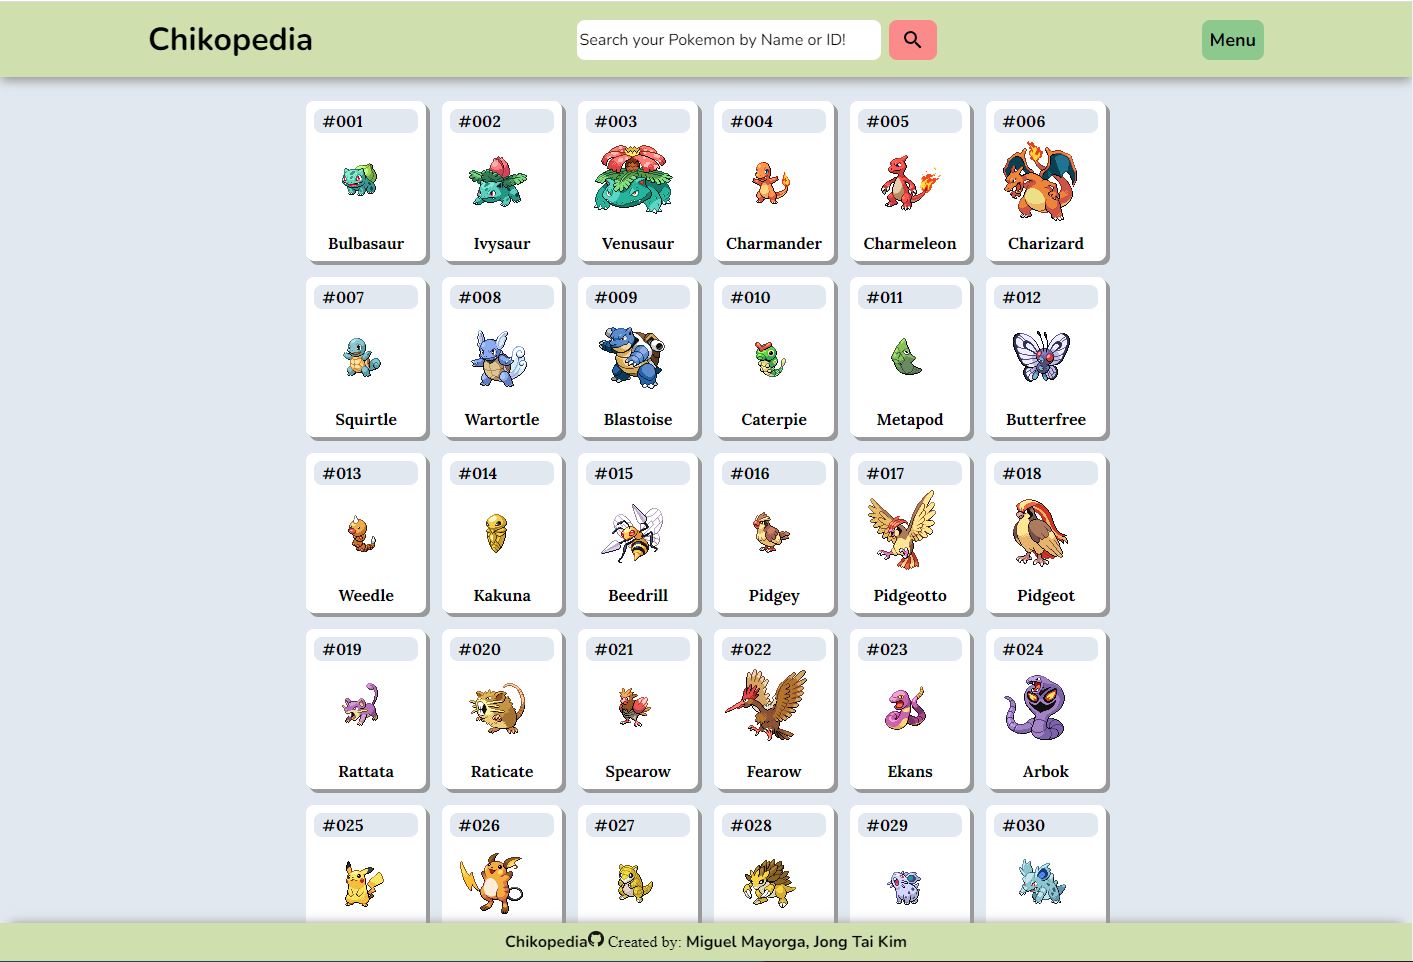 Chikopedia
Search your Pokemon by Name or ID!
Menu
#001 #002 #003 #004 #005 #006
Bulbasaur Ivysaur Venusaur Charmander Charmeleon Charizard
#007 #008 #009 #010 #011 #012
Squirtle Wartortle Blastoise Caterpie Metapod Butterfree
#013 #014 #015 #016 #017 #018
Weedle Kakuna Beedrill Pidgey Pidgeotto Pidgeot
#019 #020 #021 #022 #023 #024
Rattata Raticate Spearow Fearow Ekans Arbok
#025 #026 #027 #028 #029 #030
Chikopedia Created by: Miguel Mayorga, Jong Tai Kim